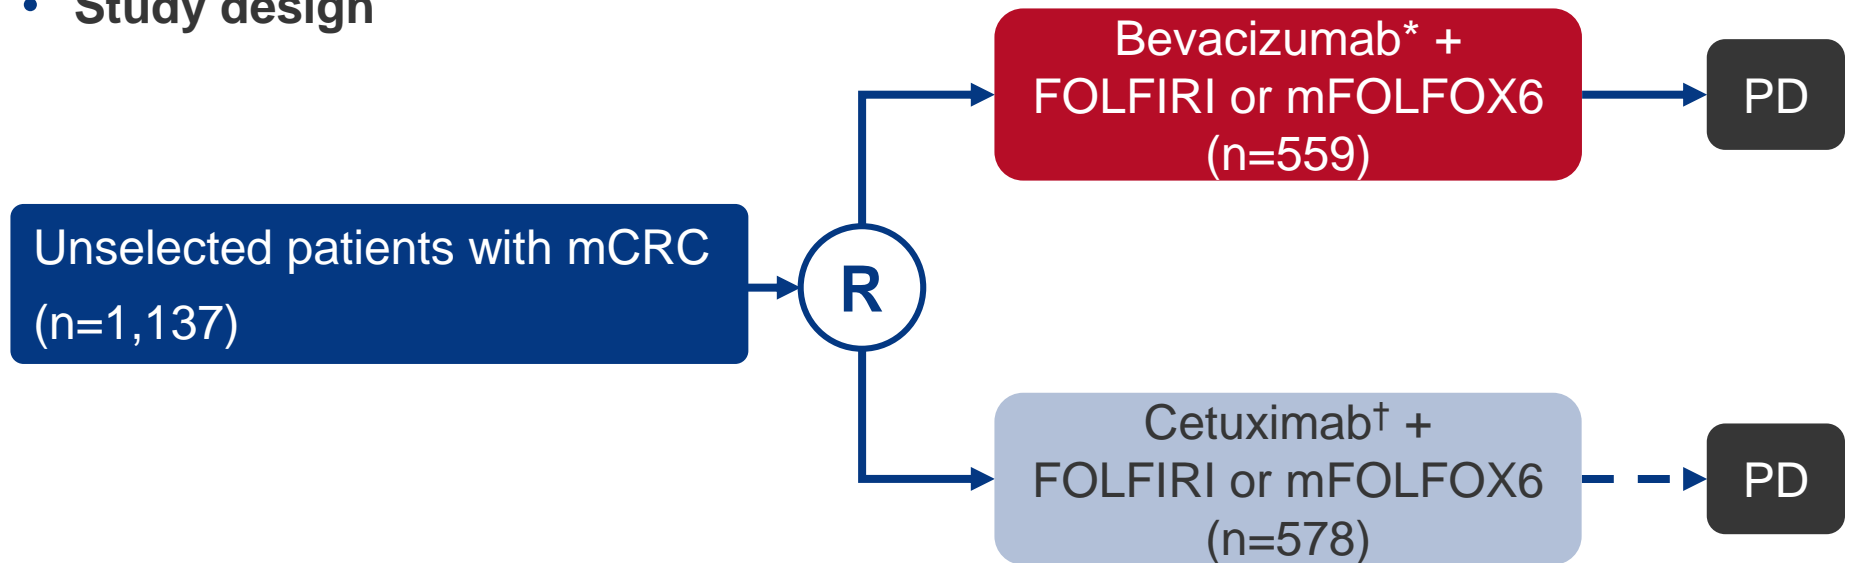 • Study design
Bevacizumab* +
FOLFIRI or mFOLFOX6
(n=559)
PD
Unselected patients with mCRC
(n=1,137)
R
Cetuximab† +
FOLFIRI or mFOLFOX6
(n=578)
PD